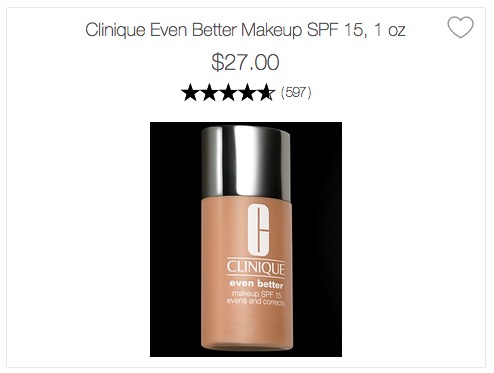 Clinique Even Better Makeup SPF 15, 1 oz
$27.00
(597)
C
CLINIQUE
even better
makeup SPF 15
evens and corrects